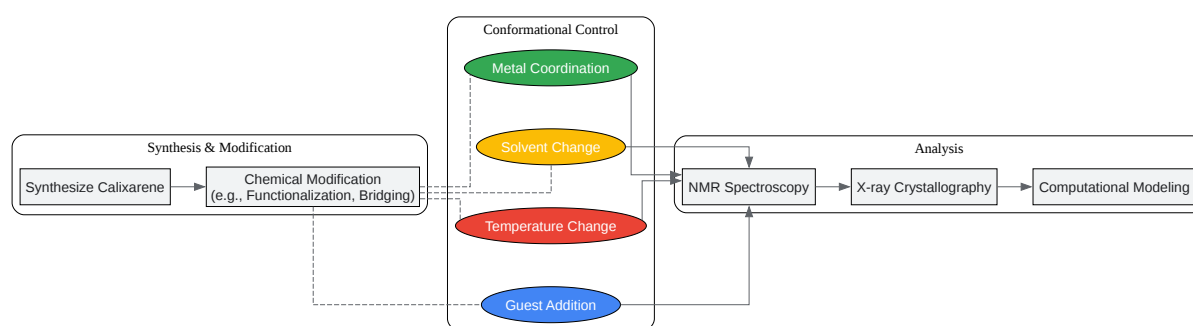 Conformational Control
Metal Coordination
Synthesis & Modification
Synthesize Calixarene
Chemical Modification
(e.g., Functionalization, Bridging)
Solvent Change
Temperature Change
Guest Addition
Analysis
NMR Spectroscopy
X-ray Crystallography
Computational Modeling